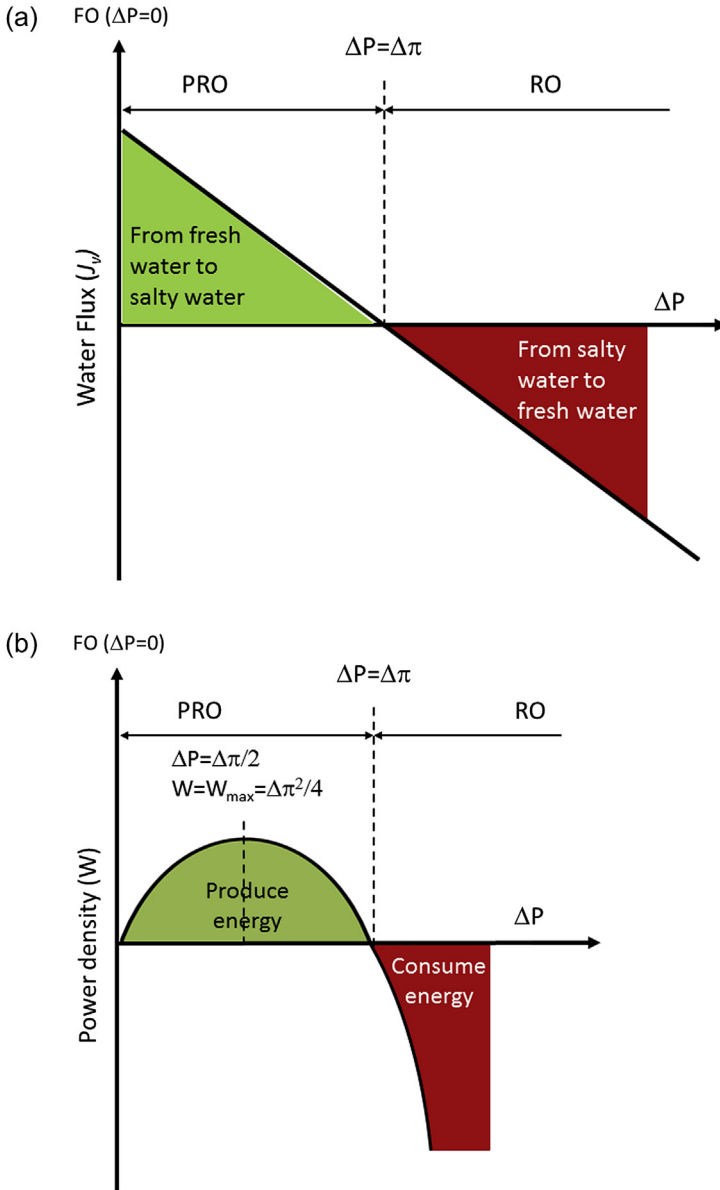 (a)
FO (ΔP=0)
ΔP=Δπ
PRO
RO
From fresh
water to
salty water
ΔP
From salty
water to
fresh water
Water Flux (Jv)
(b)
FO (ΔP=0)
ΔP=Δπ
PRO
RO
ΔP=Δπ/2
W=Wmax=Δπ²/4
Produce
energy
ΔP
Consume
energy
Power density (W)